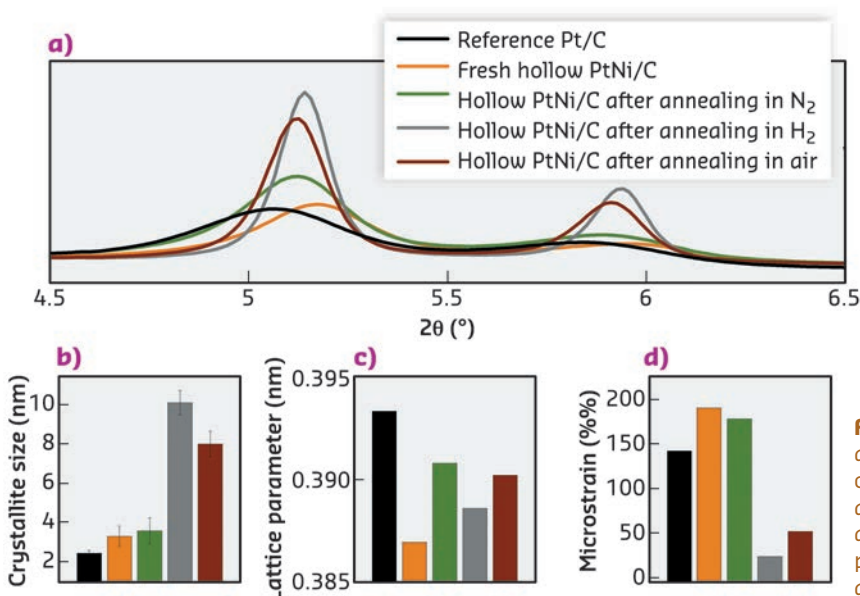 a)
Reference Pt/C
Fresh hollow PtNi/C
Hollow PtNi/C after annealing in N₂
Hollow PtNi/C after annealing in H₂
Hollow PtNi/C after annealing in air
4.5 5 5.5 6 6.5
2θ (°)
b)
Crystallite size (nm)
10
8
6
4
2
c)
Lattice parameter (nm)
0.395
0.390
0.385
d)
Microstrain (%%)
200
150
100
50
0